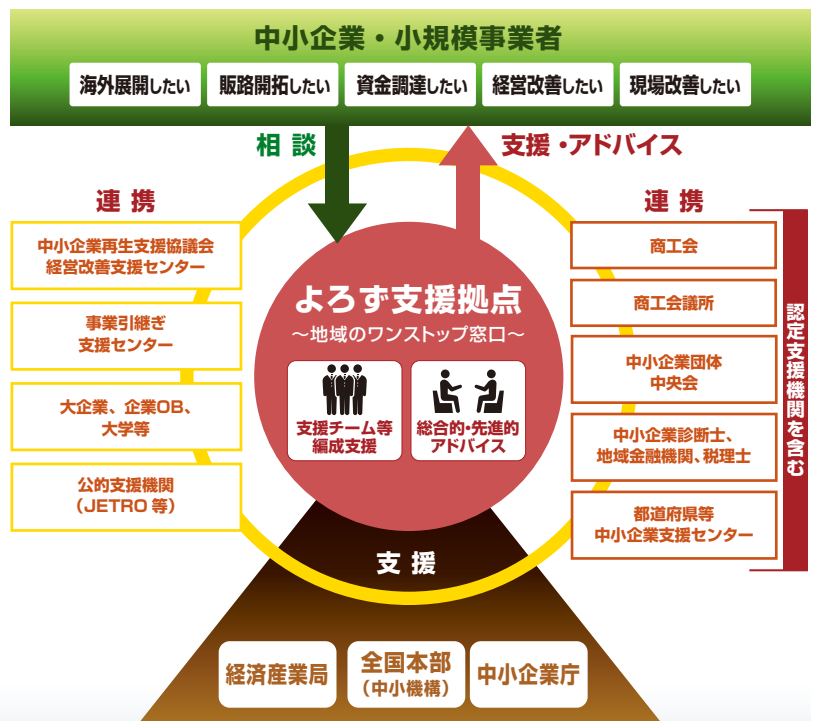 中小企業・小規模事業者
海外展開したい
販路開拓したい
資金調達したい
経営改善したい
現場改善したい
相談
支援・アドバイス
連携
中小企業再生支援協議会
経営改善支援センター
事業引継ぎ
支援センター
大企業、企業OB、
大学等
公的支援機関
（JETRO 等）
よろず支援拠点
～地域のワンストップ窓口～
支援チーム等
編成支援
総合的・先進的
アドバイス
連携
商工会
商工会議所
中小企業団体
中央会
中小企業診断士、
地域金融機関、税理士
都道府県等
中小企業支援センター
認定支援機関を含む
支援
経済産業局
全国本部
（中小機構）
中小企業庁